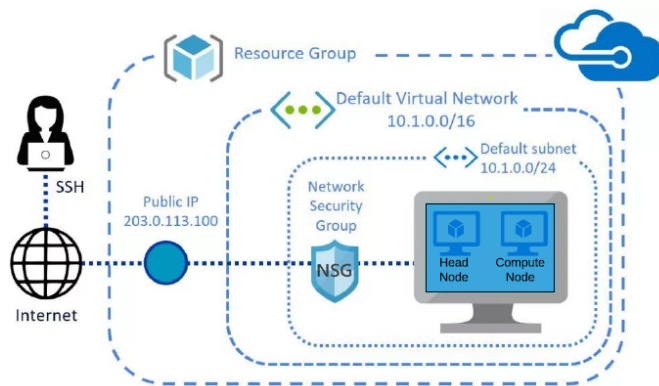 Resource Group
Default Virtual Network
10.1.0.0/16
Default subnet
10.1.0.0/24
SSH
Public IP
203.0.113.100
Network
Security
Group
NSG
Head
Node
Compute
Node
Internet